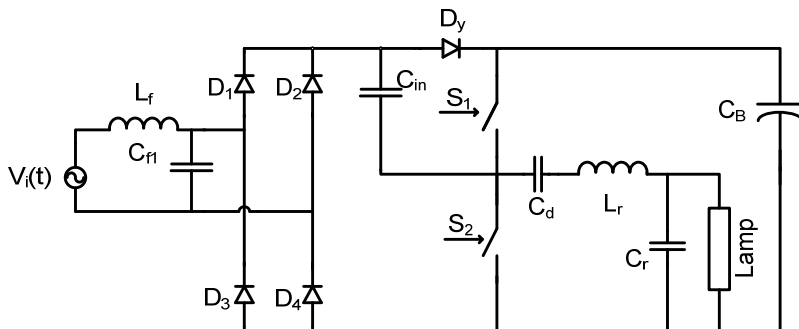 Dy
Lf
D1
D2
Cin
S1
CB
Cf1
Vi(t)
Cd
Lr
S2
Cr
Lamp
D3
D4